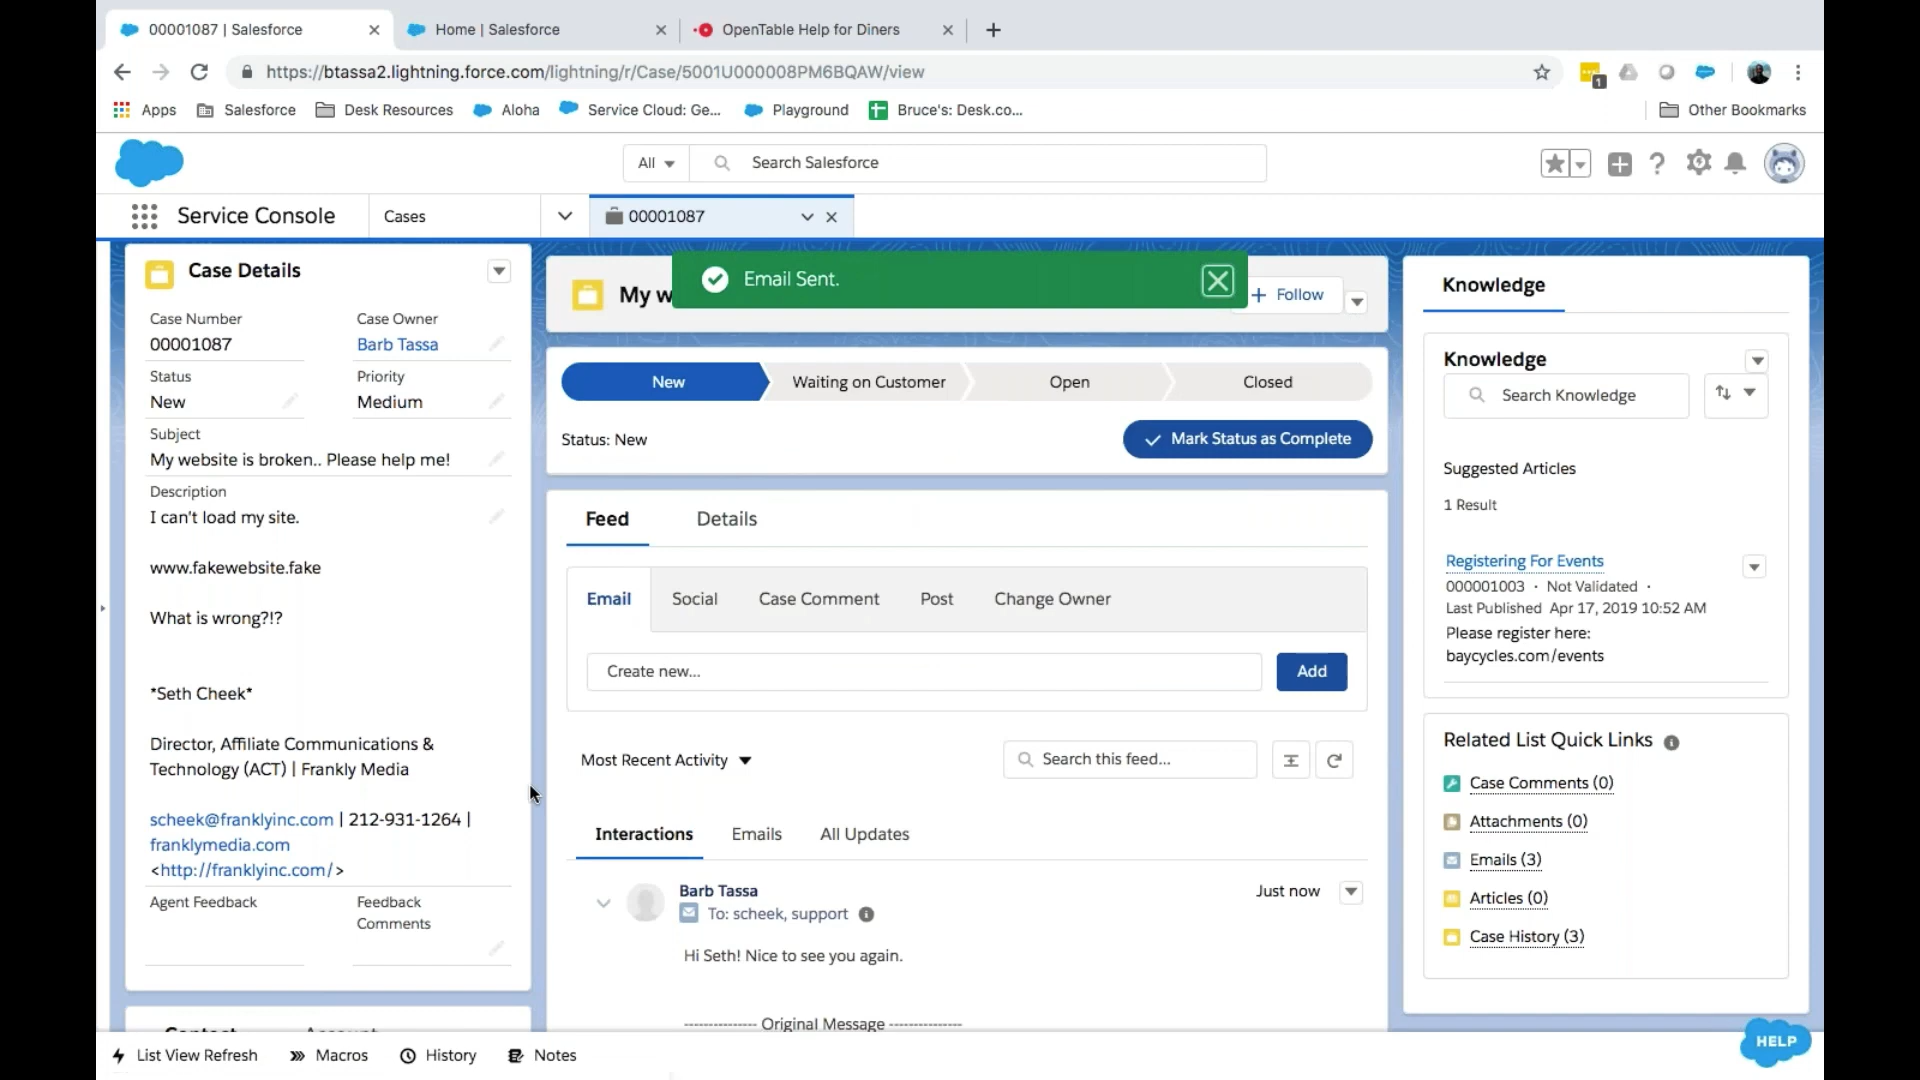 00001087 | Salesforce
Home | Salesforce
OpenTable Help for Diners
https://btassa2.lightning.force.com/lightning/r/Case/5001U000008PM6BQAW/view
1
Apps
Salesforce
Desk Resources
Aloha
Service Cloud: Ge...
Playground
Bruce's: Desk.co...
Other Bookmarks
All
Search Salesforce
Service Console
Cases
00001087
Case Details
Case Number
Case Owner
00001087
Barb Tassa
Status
Priority
New
Medium
Subject
My website is broken.. Please help me!
Description
I can't load my site.
www.fakewebsite.fake
What is wrong?!?
*Seth Cheek*
Director, Affiliate Communications &
Technology (ACT) | Frankly Media
scheek@franklyinc.com | 212-931-1264 |
franklymedia.com
<http://franklyinc.com/>
Agent Feedback
Feedback
Comments
Contact
Account
My w
Email Sent.
+ Follow
New
Waiting on Customer
Open
Closed
Status: New
Mark Status as Complete
Feed
Details
Email
Social
Case Comment
Post
Change Owner
Create new...
Add
Most Recent Activity
Search this feed...
Interactions
Emails
All Updates
Barb Tassa
Just now
To: scheek, support
Hi Seth! Nice to see you again.
--------------- Original Message ---------------
Knowledge
Knowledge
Search Knowledge
Suggested Articles
1 Result
Registering For Events
000001003 · Not Validated ·
Last Published Apr 17, 2019 10:52 AM
Please register here:
baycycles.com/events
Related List Quick Links
Case Comments (0)
Attachments (0)
Emails (3)
Articles (0)
Case History (3)
HELP
List View Refresh
Macros
History
Notes